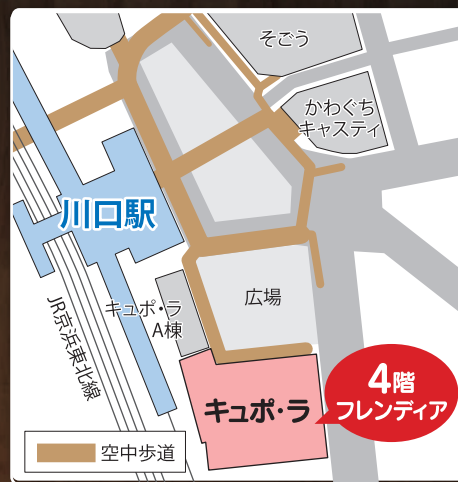 そごう
かわぐち
キャスティ
川口駅
キュポ・ラ
A棟
広場
JR京浜東北線
キュポ・ラ
4階
フレンディア
空中歩道